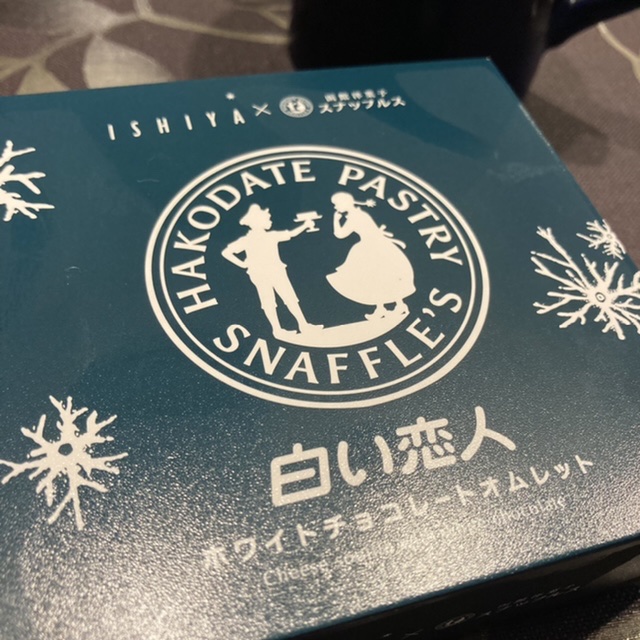 ISHIYA × 函館洋菓子
スナッフルス
HAKODATE PASTRY
SNAFFLE'S
白い恋人
ホワイトチョコレートオムレット
CHOCOLATE